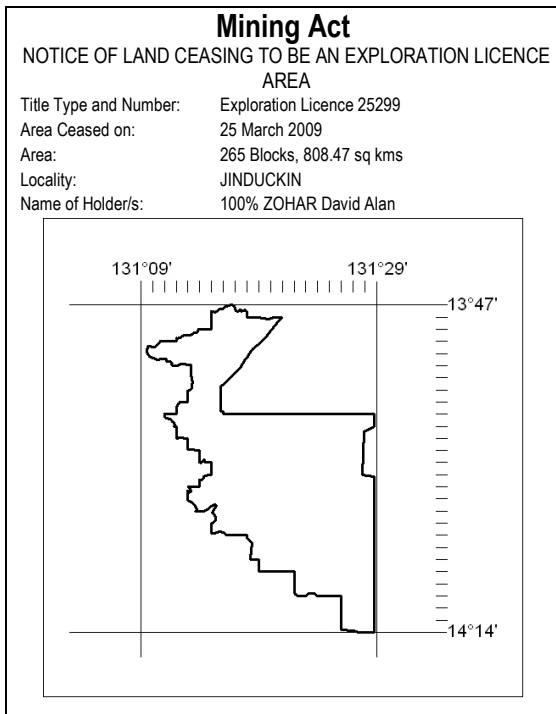 Mining Act
NOTICE OF LAND CEASING TO BE AN EXPLORATION LICENCE
AREA
Title Type and Number: Exploration Licence 25299
Area Ceased on: 25 March 2009
Area: 265 Blocks, 808.47 sq kms
Locality: JINDUCKIN
Name of Holder/s: 100% ZOHAR David Alan
131°09' 131°29'
13°47'
14°14'